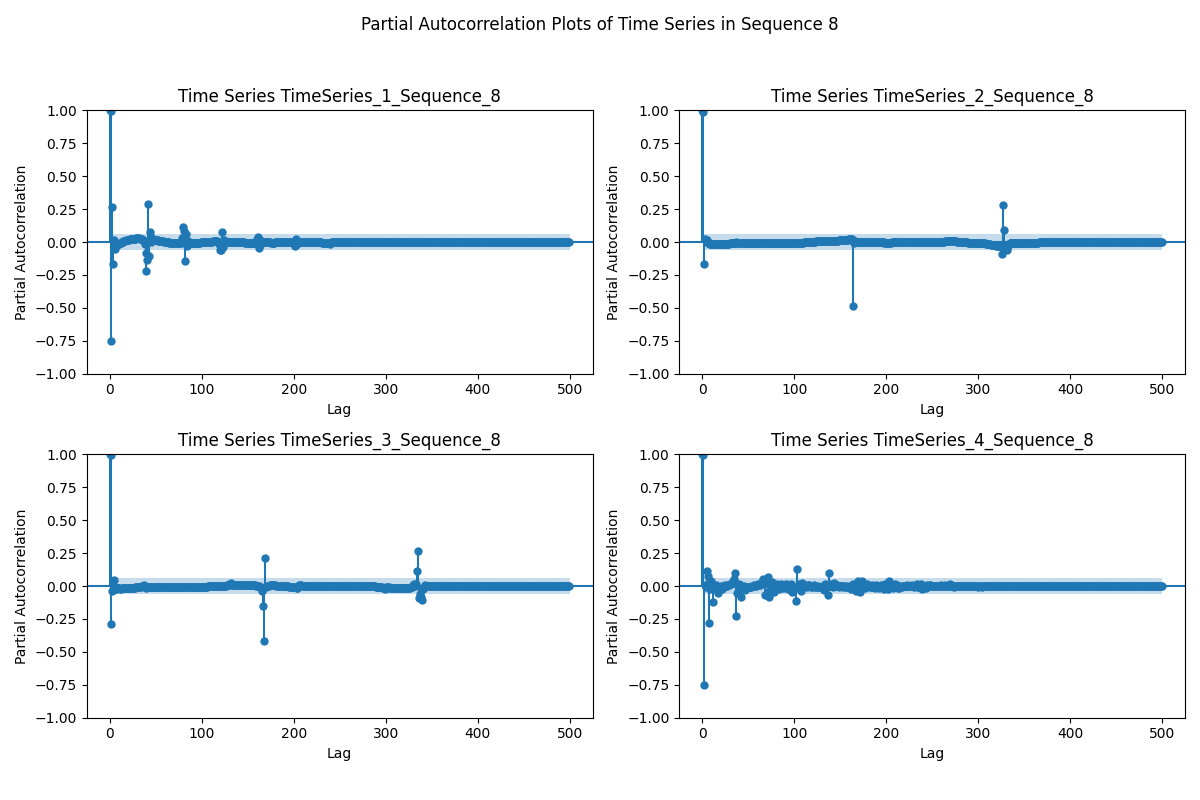 Partial Autocorrelation Plots of Time Series in Sequence 8
Time Series TimeSeries_1_Sequence_8
1.00
0.75
0.50
0.25
0.00
−0.25
−0.50
−0.75
−1.00
Partial Autocorrelation
0 100 200 300 400 500
Lag
Time Series TimeSeries_2_Sequence_8
1.00
0.75
0.50
0.25
0.00
−0.25
−0.50
−0.75
−1.00
Partial Autocorrelation
0 100 200 300 400 500
Lag
Time Series TimeSeries_3_Sequence_8
1.00
0.75
0.50
0.25
0.00
−0.25
−0.50
−0.75
−1.00
Partial Autocorrelation
0 100 200 300 400 500
Lag
Time Series TimeSeries_4_Sequence_8
1.00
0.75
0.50
0.25
0.00
−0.25
−0.50
−0.75
−1.00
Partial Autocorrelation
0 100 200 300 400 500
Lag